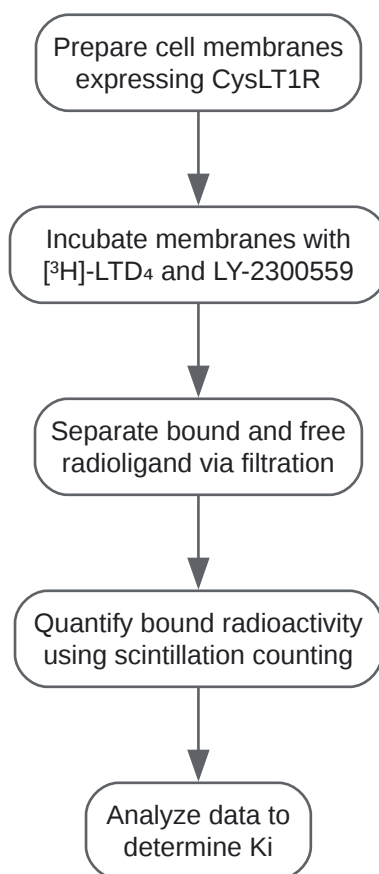 Prepare cell membranes
expressing CysLT1R
Incubate membranes with
[³H]-LTD₄ and LY-2300559
Separate bound and free
radioligand via filtration
Quantify bound radioactivity
using scintillation counting
Analyze data to
determine Ki